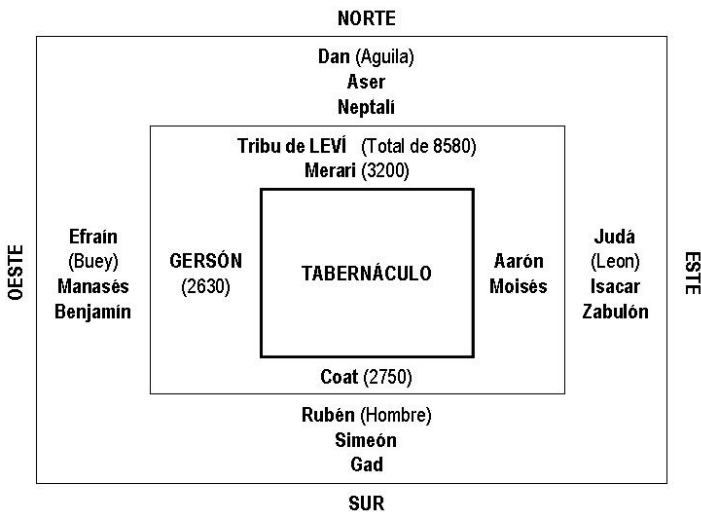 NORTE
Dan (Aguila)
Aser
Neptalí
Tribu de LEVÍ (Total de 8580)
Merari (3200)
OESTE
Efraín
(Buey)
Manasés
Benjamín
GERSÓN
(2630)
TABERNÁCULO
Aarón
Moisés
Judá
(Leon)
Isacar
Zabulón
ESTE
Coat (2750)
Rubén (Hombre)
Simeón
Gad
SUR